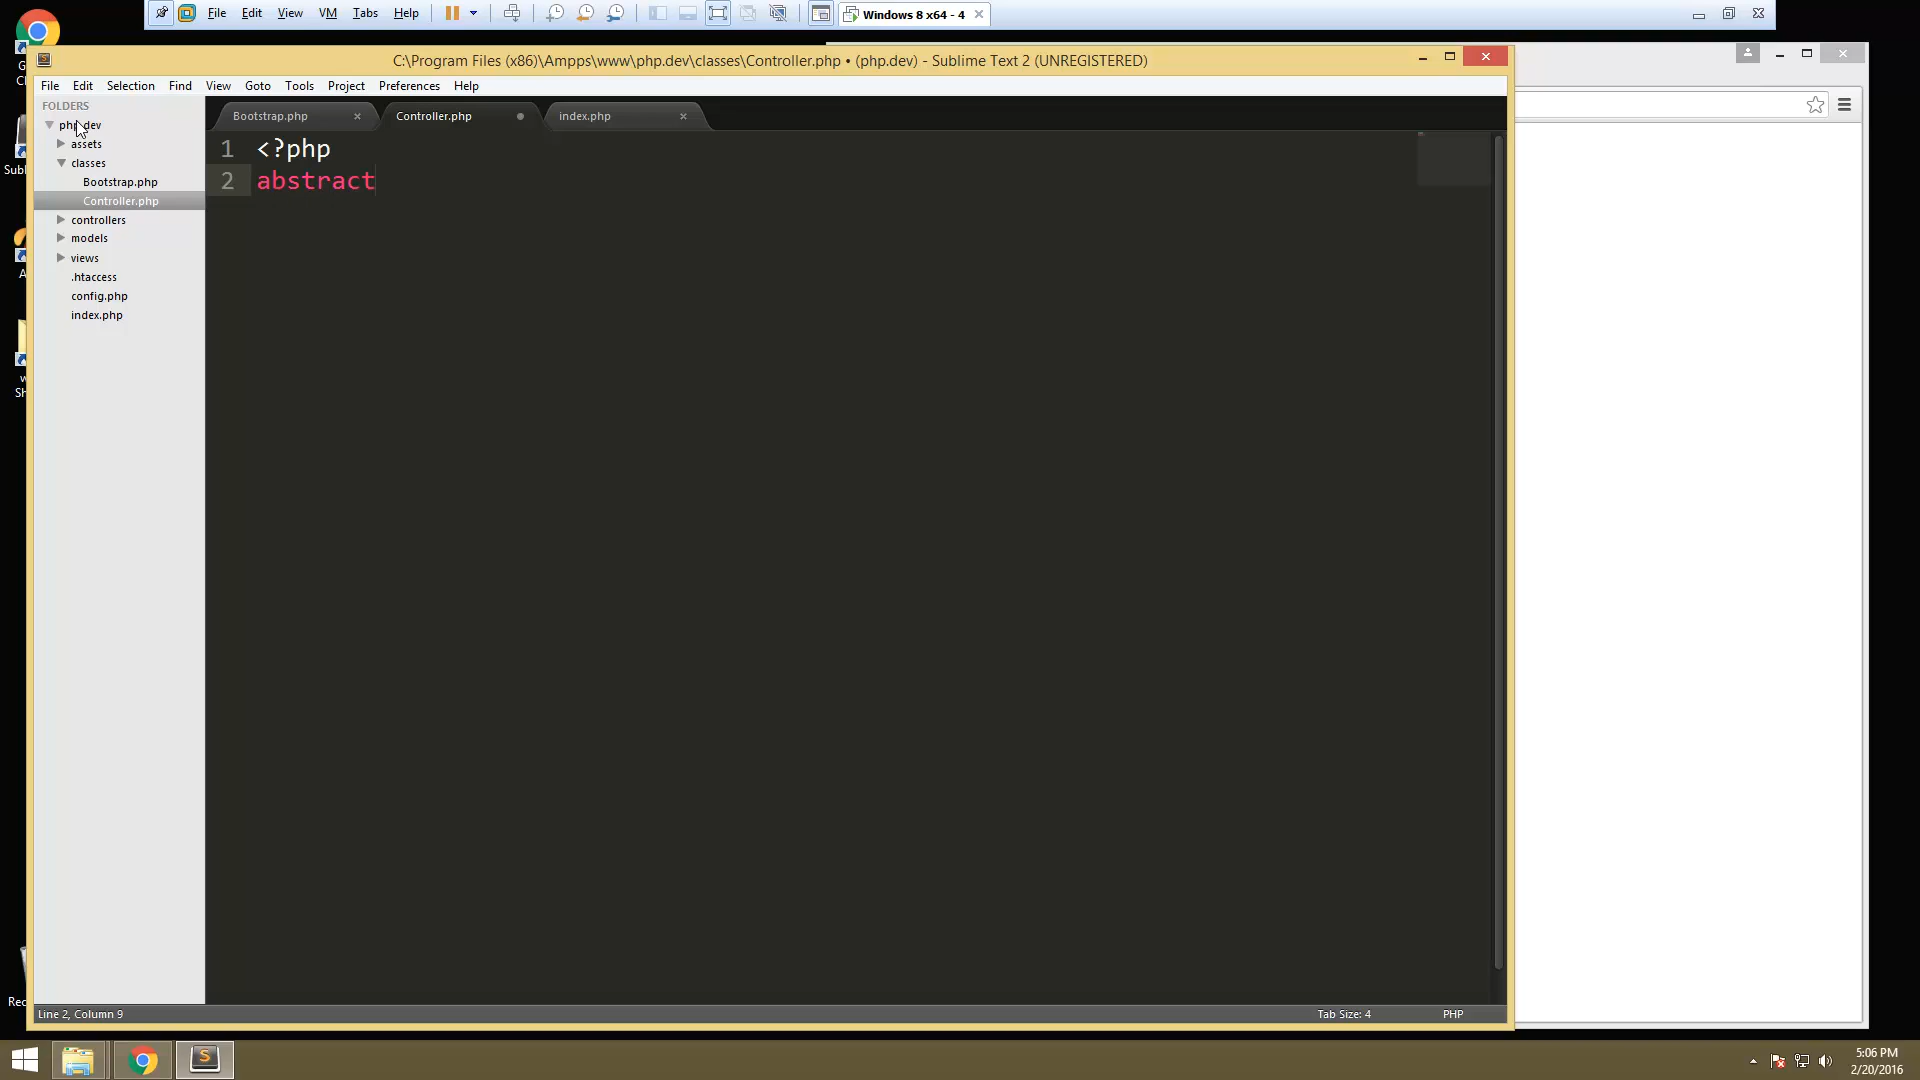 File Edit View VM Tabs Help Windows 8 x64 - 4
C:\Program Files (x86)\Ampps\www\php.dev\classes\Controller.php • (php.dev) - Sublime Text 2 (UNREGISTERED)
File Edit Selection Find View Goto Tools Project Preferences Help
FOLDERS
php.dev
assets
classes
Bootstrap.php
Controller.php
controllers
models
views
.htaccess
config.php
index.php
Bootstrap.php Controller.php index.php
1 <?php
2 abstract
Line 2, Column 9 Tab Size: 4 PHP
5:06 PM
2/20/2016